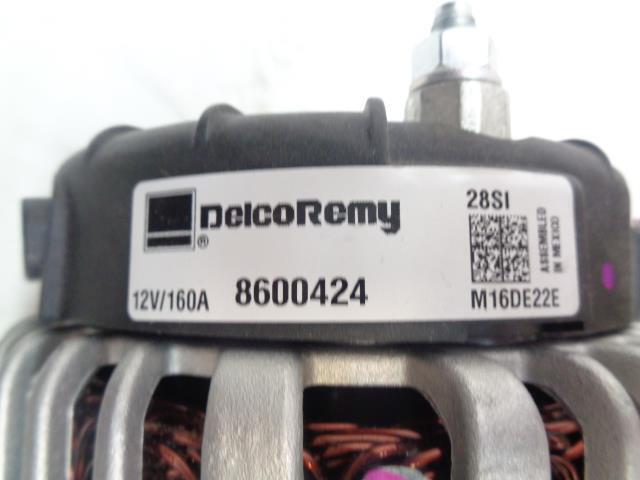 DelcoRemy
®
28SI
ASSEMBLED
IN MEXICO
12V/160A 8600424
M16DE22E